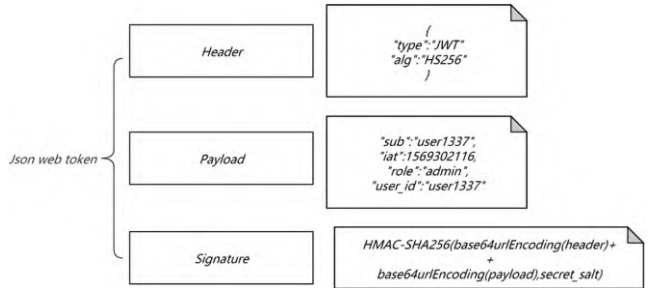 Json web token
Header
{
"type":"JWT"
"alg":"HS256"
}
Payload
"sub":"user1337",
"iat":1569302116,
"role":"admin",
"user_id":"user1337"
Signature
HMAC-SHA256(base64urlEncoding(header)+
+
base64urlEncoding(payload),secret_salt)